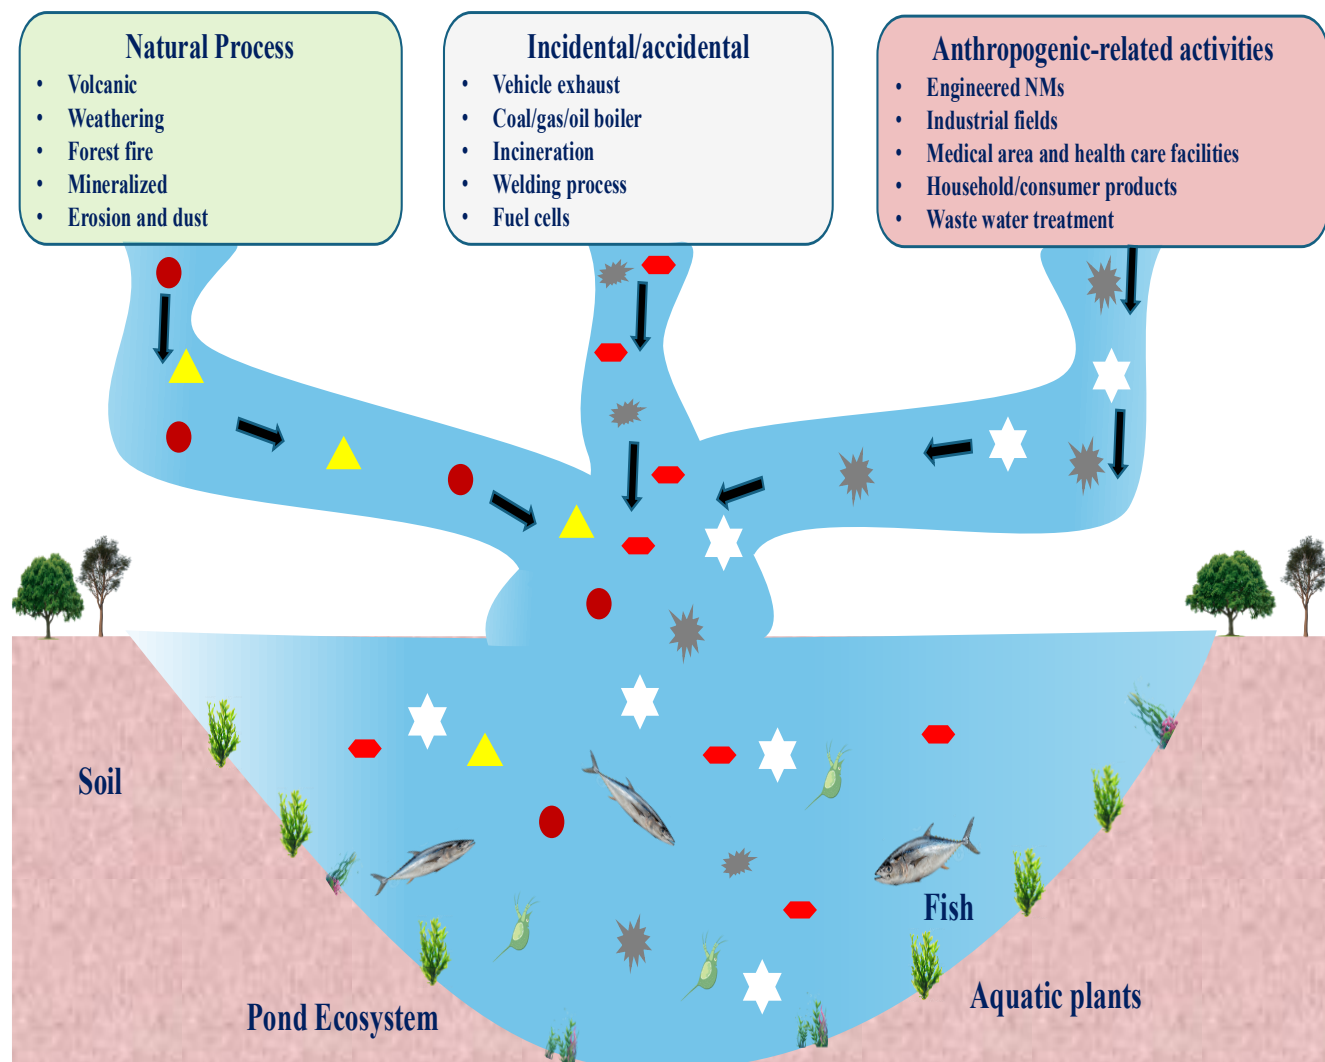 Natural Process
• Volcanic
• Weathering
• Forest fire
• Mineralized
• Erosion and dust
Incidental/accidental
• Vehicle exhaust
• Coal/gas/oil boiler
• Incineration
• Welding process
• Fuel cells
Anthropogenic-related activities
• Engineered NMs
• Industrial fields
• Medical area and health care facilities
• Household/consumer products
• Waste water treatment
Soil
Fish
Aquatic plants
Pond Ecosystem